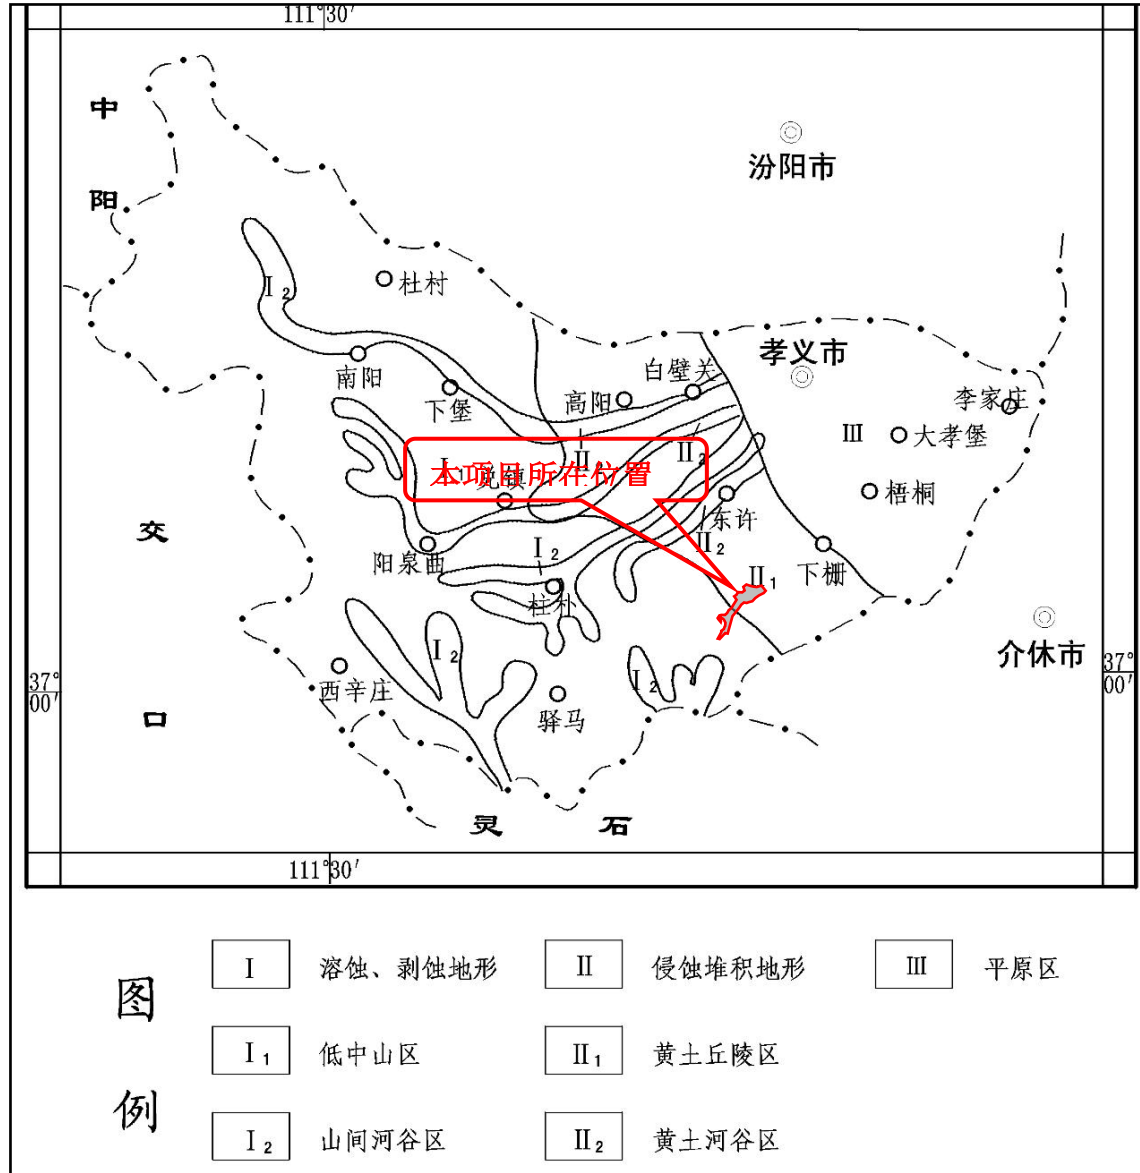 111°30′
中
阳
汾阳市
Ⅰ₂
杜村
孝义市
白壁关
南阳
下堡
高阳
李家庄
Ⅲ
大孝堡
Ⅱ₂
本项目所在位置
梧桐
东许
Ⅱ₂
交
阳泉曲
Ⅰ₂
下栅
Ⅱ₁
柱朴
介休市
Ⅰ₂
37°
00′
37°
00′
西辛庄
Ⅰ₂
驿马
口
灵
石
111°30′
图
例
Ⅰ 溶蚀、剥蚀地形
Ⅱ 侵蚀堆积地形
Ⅲ 平原区
Ⅰ₁ 低中山区
Ⅱ₁ 黄土丘陵区
Ⅰ₂ 山间河谷区
Ⅱ₂ 黄土河谷区